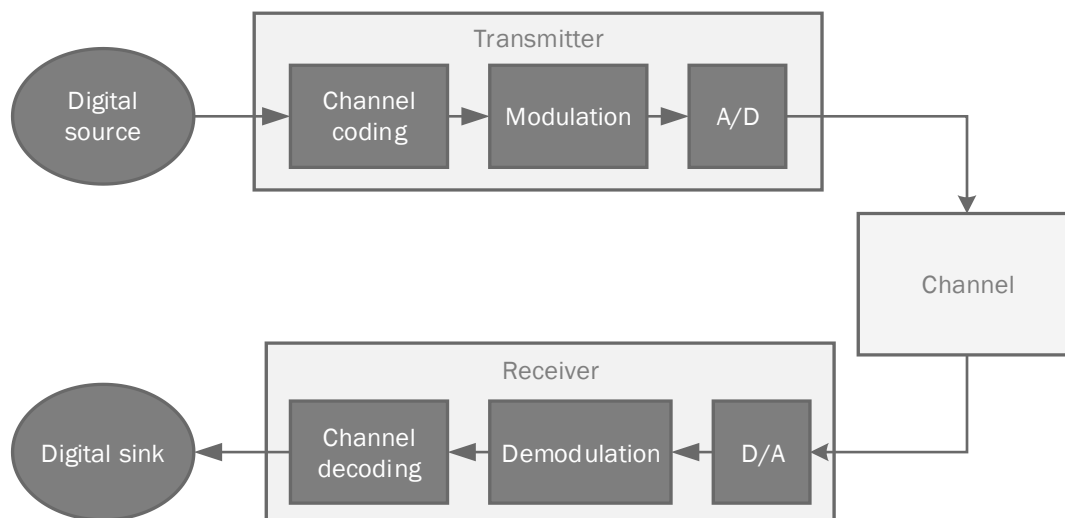 Transmitter
Digital
source
Channel
coding
Modulation
A/D
Channel
Receiver
Digital sink
Channel
decoding
Demodulation
D/A